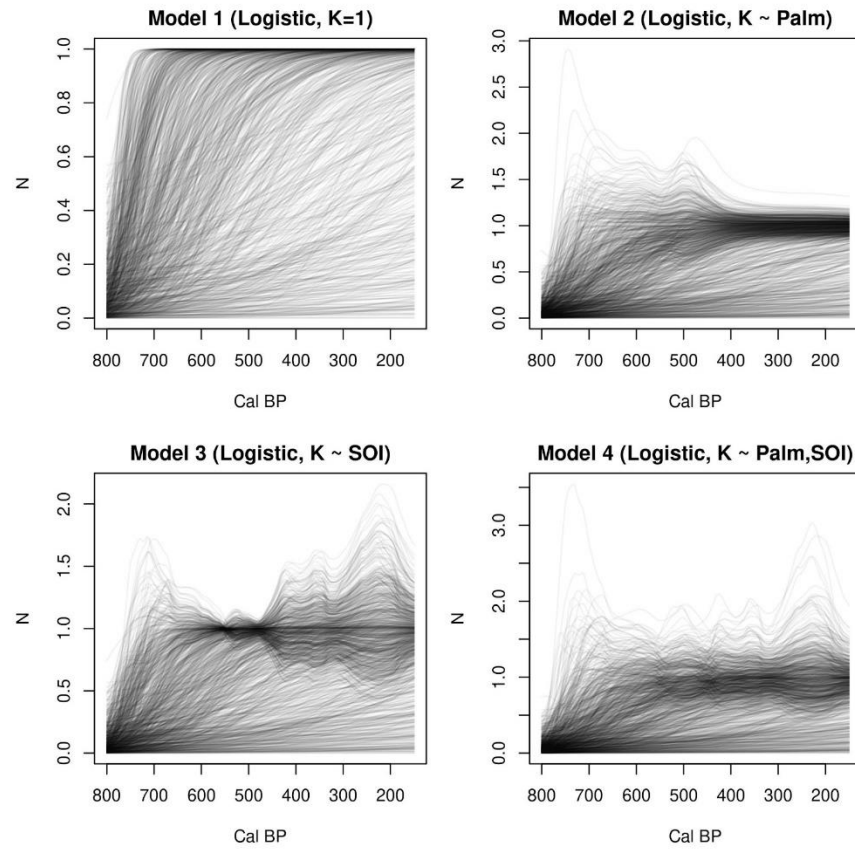 Model 1 (Logistic, K=1)
N
0.0 0.2 0.4 0.6 0.8 1.0
800 700 600 500 400 300 200
Cal BP
Model 2 (Logistic, K ~ Palm)
N
0.0 0.5 1.0 1.5 2.0 2.5 3.0
800 700 600 500 400 300 200
Cal BP
Model 3 (Logistic, K ~ SOI)
N
0.0 0.5 1.0 1.5 2.0
800 700 600 500 400 300 200
Cal BP
Model 4 (Logistic, K ~ Palm,SOI)
N
0.0 1.0 2.0 3.0
800 700 600 500 400 300 200
Cal BP